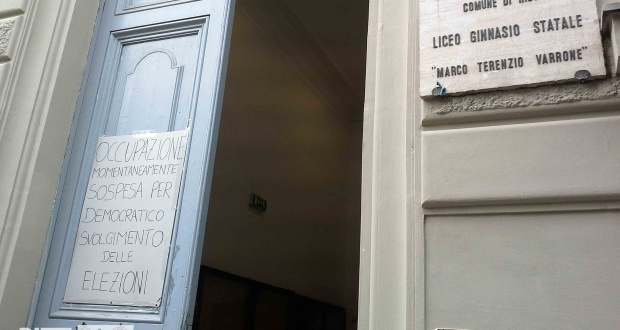 OCCUPAZIONE
MOMENTANEAMENTE
SOSPESA PER
DEMOCRATICO
SVOLGIMENTO
DELLE
ELEZIONI
COMUNE DI
LICEO GINNASIO STATALE
"MARCO TERENZIO VARRONE"